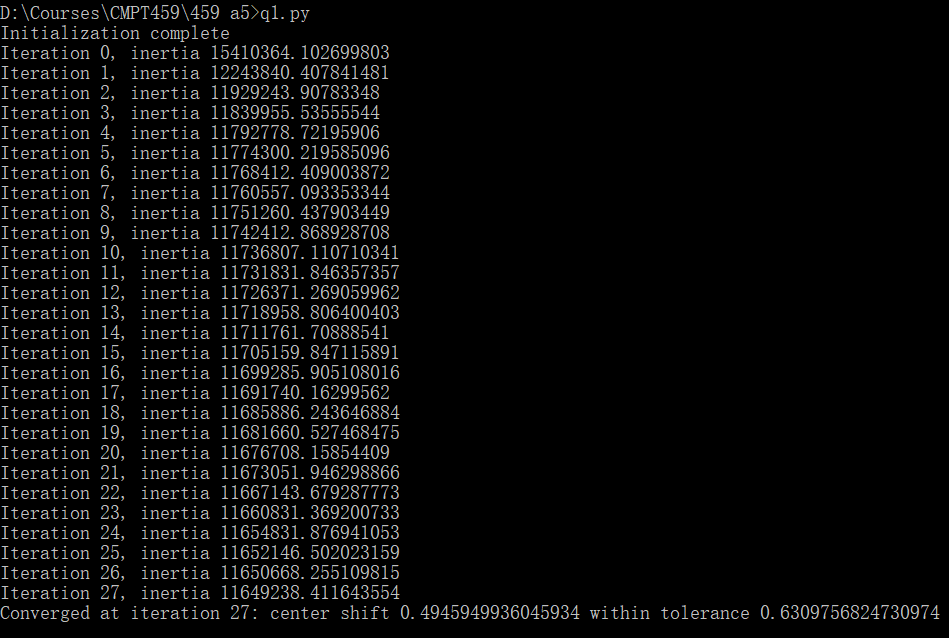 D:\Courses\CMPT459\459 a5>q1.py
Initialization complete
Iteration 0, inertia 15410364.102699803
Iteration 1, inertia 12243840.407841481
Iteration 2, inertia 11929243.90783348
Iteration 3, inertia 11839955.53555544
Iteration 4, inertia 11792778.72195906
Iteration 5, inertia 11774300.219585096
Iteration 6, inertia 11768412.409003872
Iteration 7, inertia 11760557.093353344
Iteration 8, inertia 11751260.437903449
Iteration 9, inertia 11742412.868928708
Iteration 10, inertia 11736807.110710341
Iteration 11, inertia 11731831.846357357
Iteration 12, inertia 11726371.269059962
Iteration 13, inertia 11718958.806400403
Iteration 14, inertia 11711761.70888541
Iteration 15, inertia 11705159.847115891
Iteration 16, inertia 11699285.905108016
Iteration 17, inertia 11691740.16299562
Iteration 18, inertia 11685886.243646884
Iteration 19, inertia 11681660.527468475
Iteration 20, inertia 11676708.15854409
Iteration 21, inertia 11673051.946298866
Iteration 22, inertia 11667143.679287773
Iteration 23, inertia 11660831.369200733
Iteration 24, inertia 11654831.876941053
Iteration 25, inertia 11652146.502023159
Iteration 26, inertia 11650668.255109815
Iteration 27, inertia 11649238.411643554
Converged at iteration 27: center shift 0.4945949936045934 within tolerance 0.6309756824730974